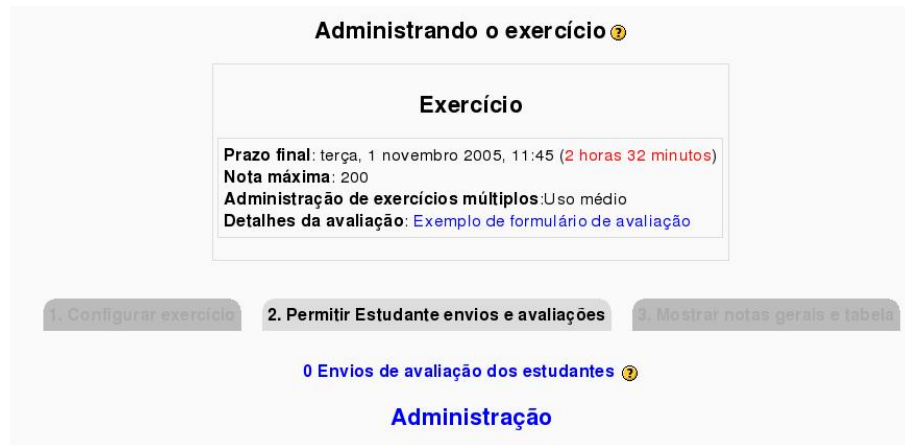 Administrando o exercício
Exercício
Prazo final: terça, 1 novembro 2005, 11:45 (2 horas 32 minutos)
Nota máxima: 200
Administração de exercícios múltiplos:Uso médio
Detalhes da avaliação: Exemplo de formulário de avaliação
1. Configurar exercício 2. Permitir Estudante envios e avaliações 3. Mostrar notas gerais e tabela
0 Envios de avaliação dos estudantes
Administração